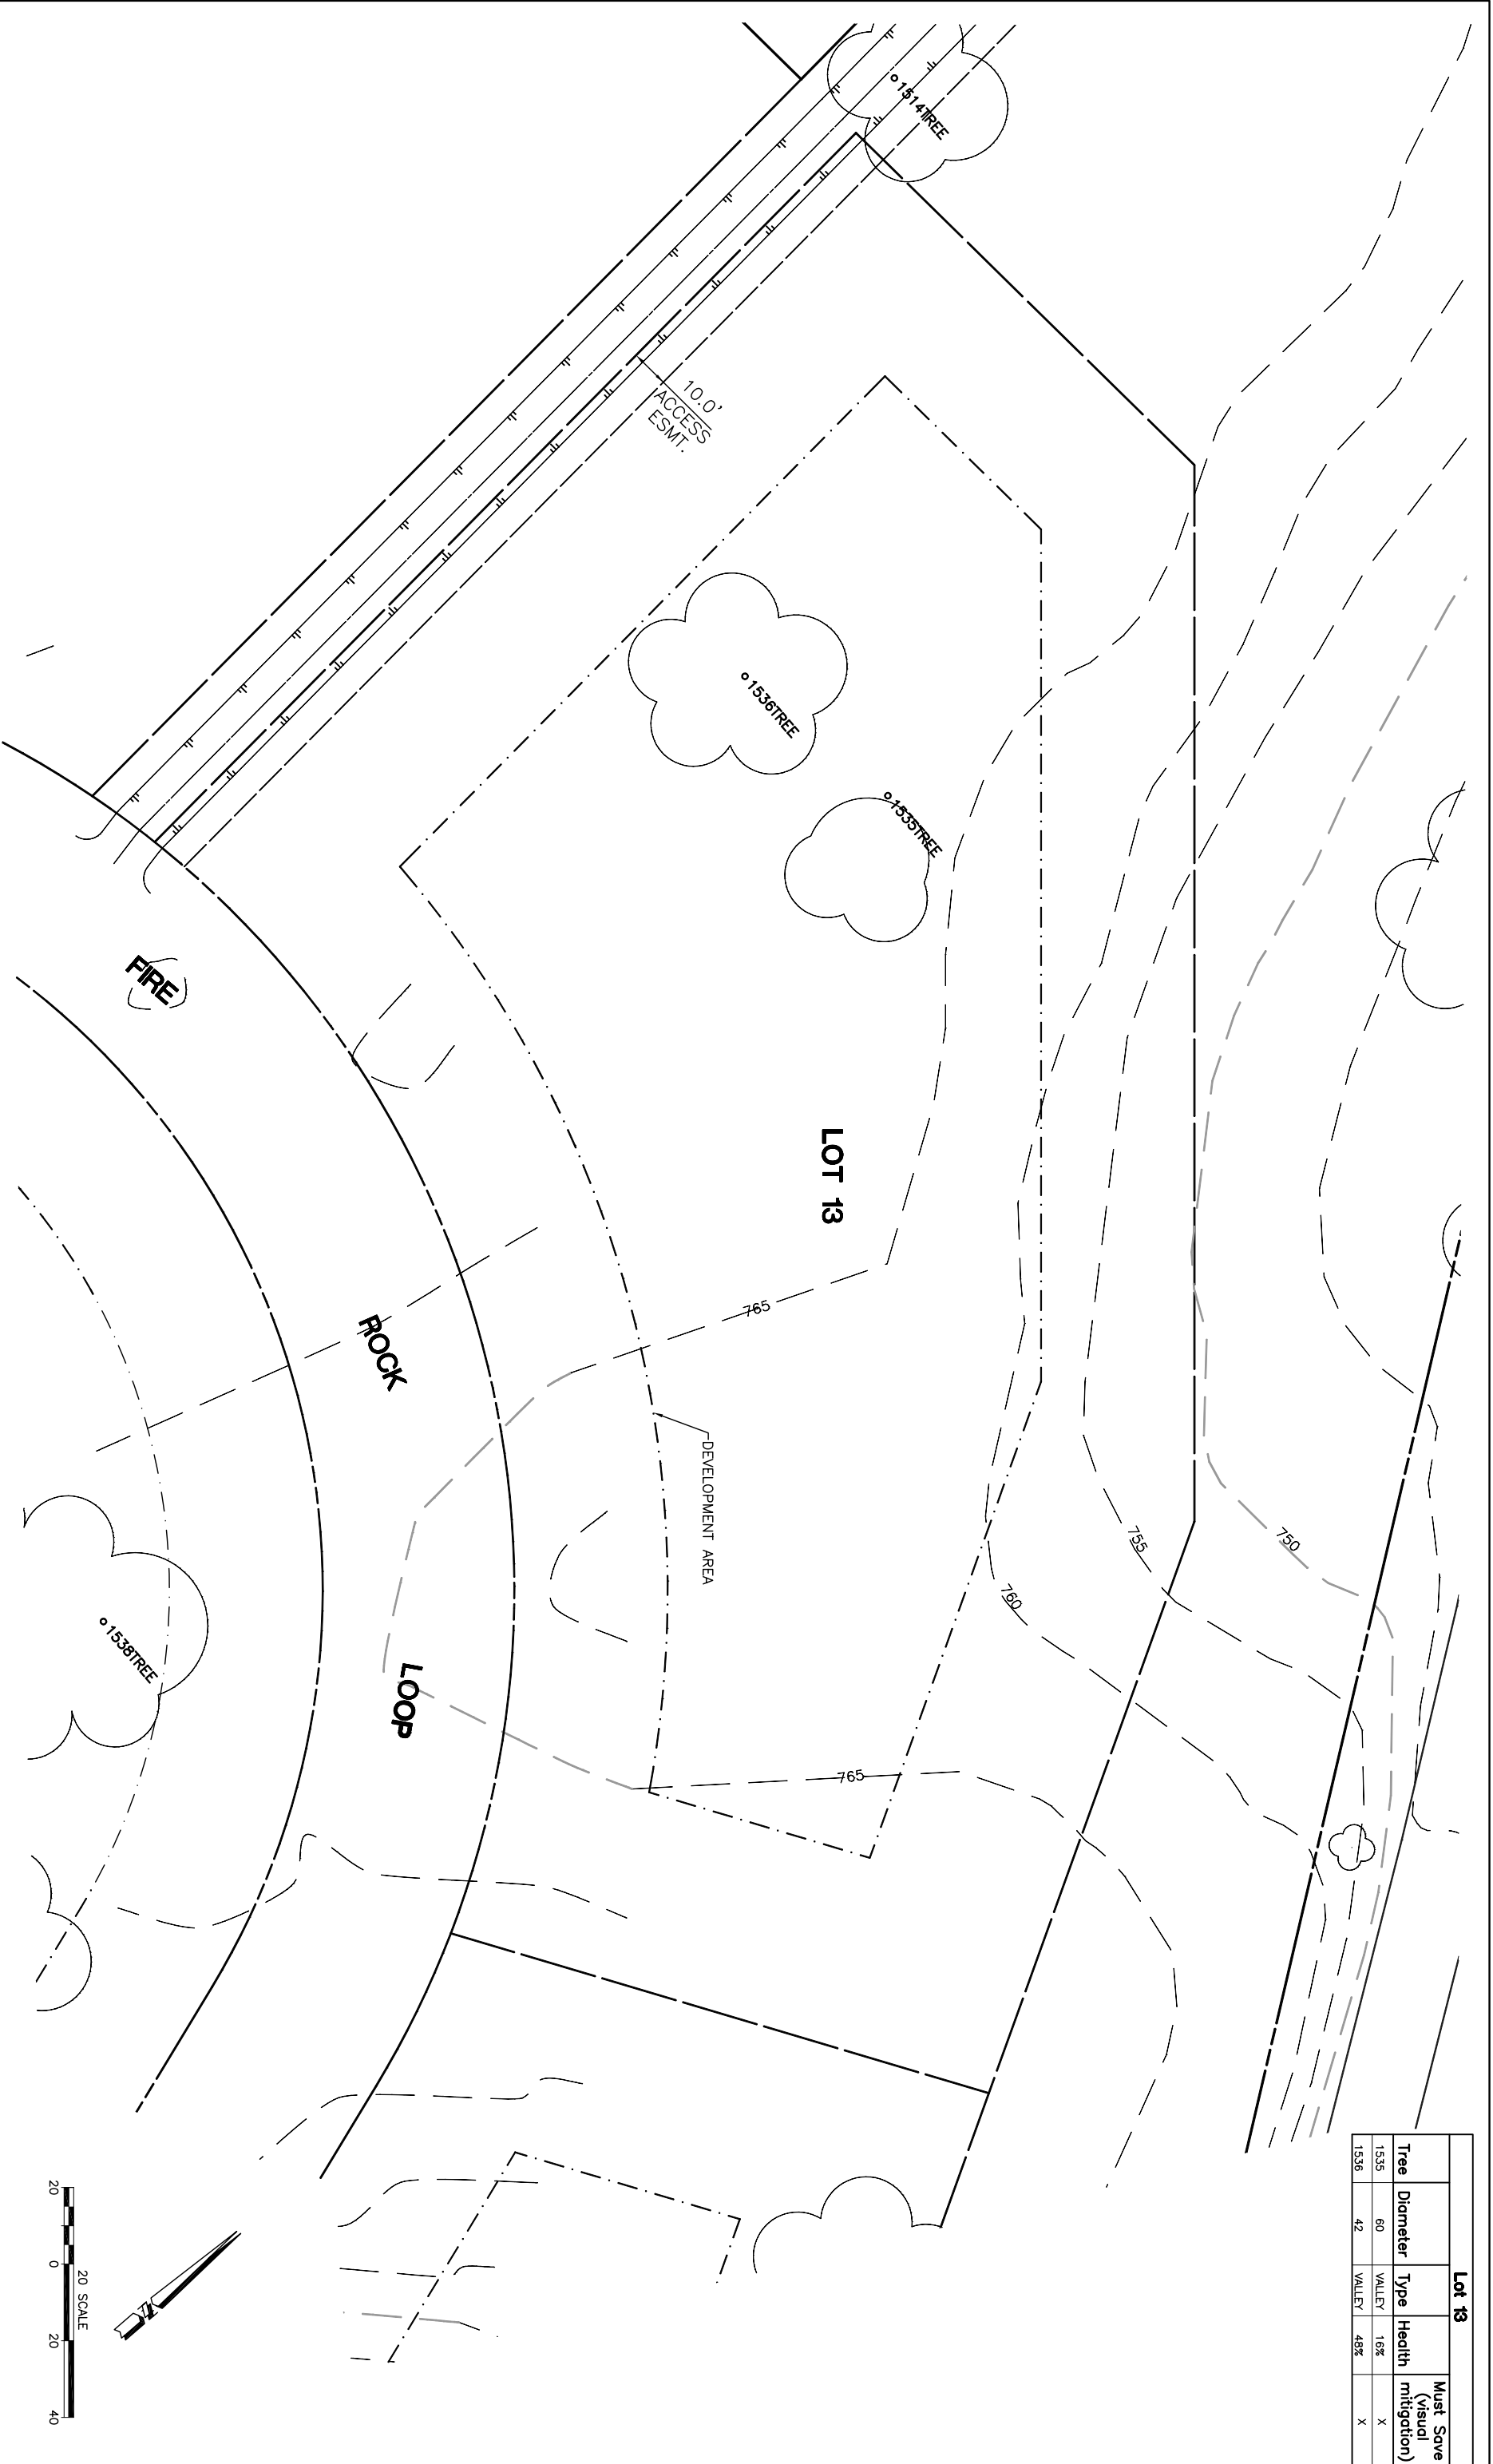 1514TREE
10.0'
ACCESS
ESMT.
1536TREE
1535TREE
FIRE
ROCK
LOOP
LOT 13
765
DEVELOPMENT AREA
755
750
760
765
1538TREE
Lot 13
Tree Diameter Type Health Must Save (visual mitigation)
1535 60 VALLEY 16% X
1536 42 VALLEY 48% X
20 0 20 40
20 SCALE